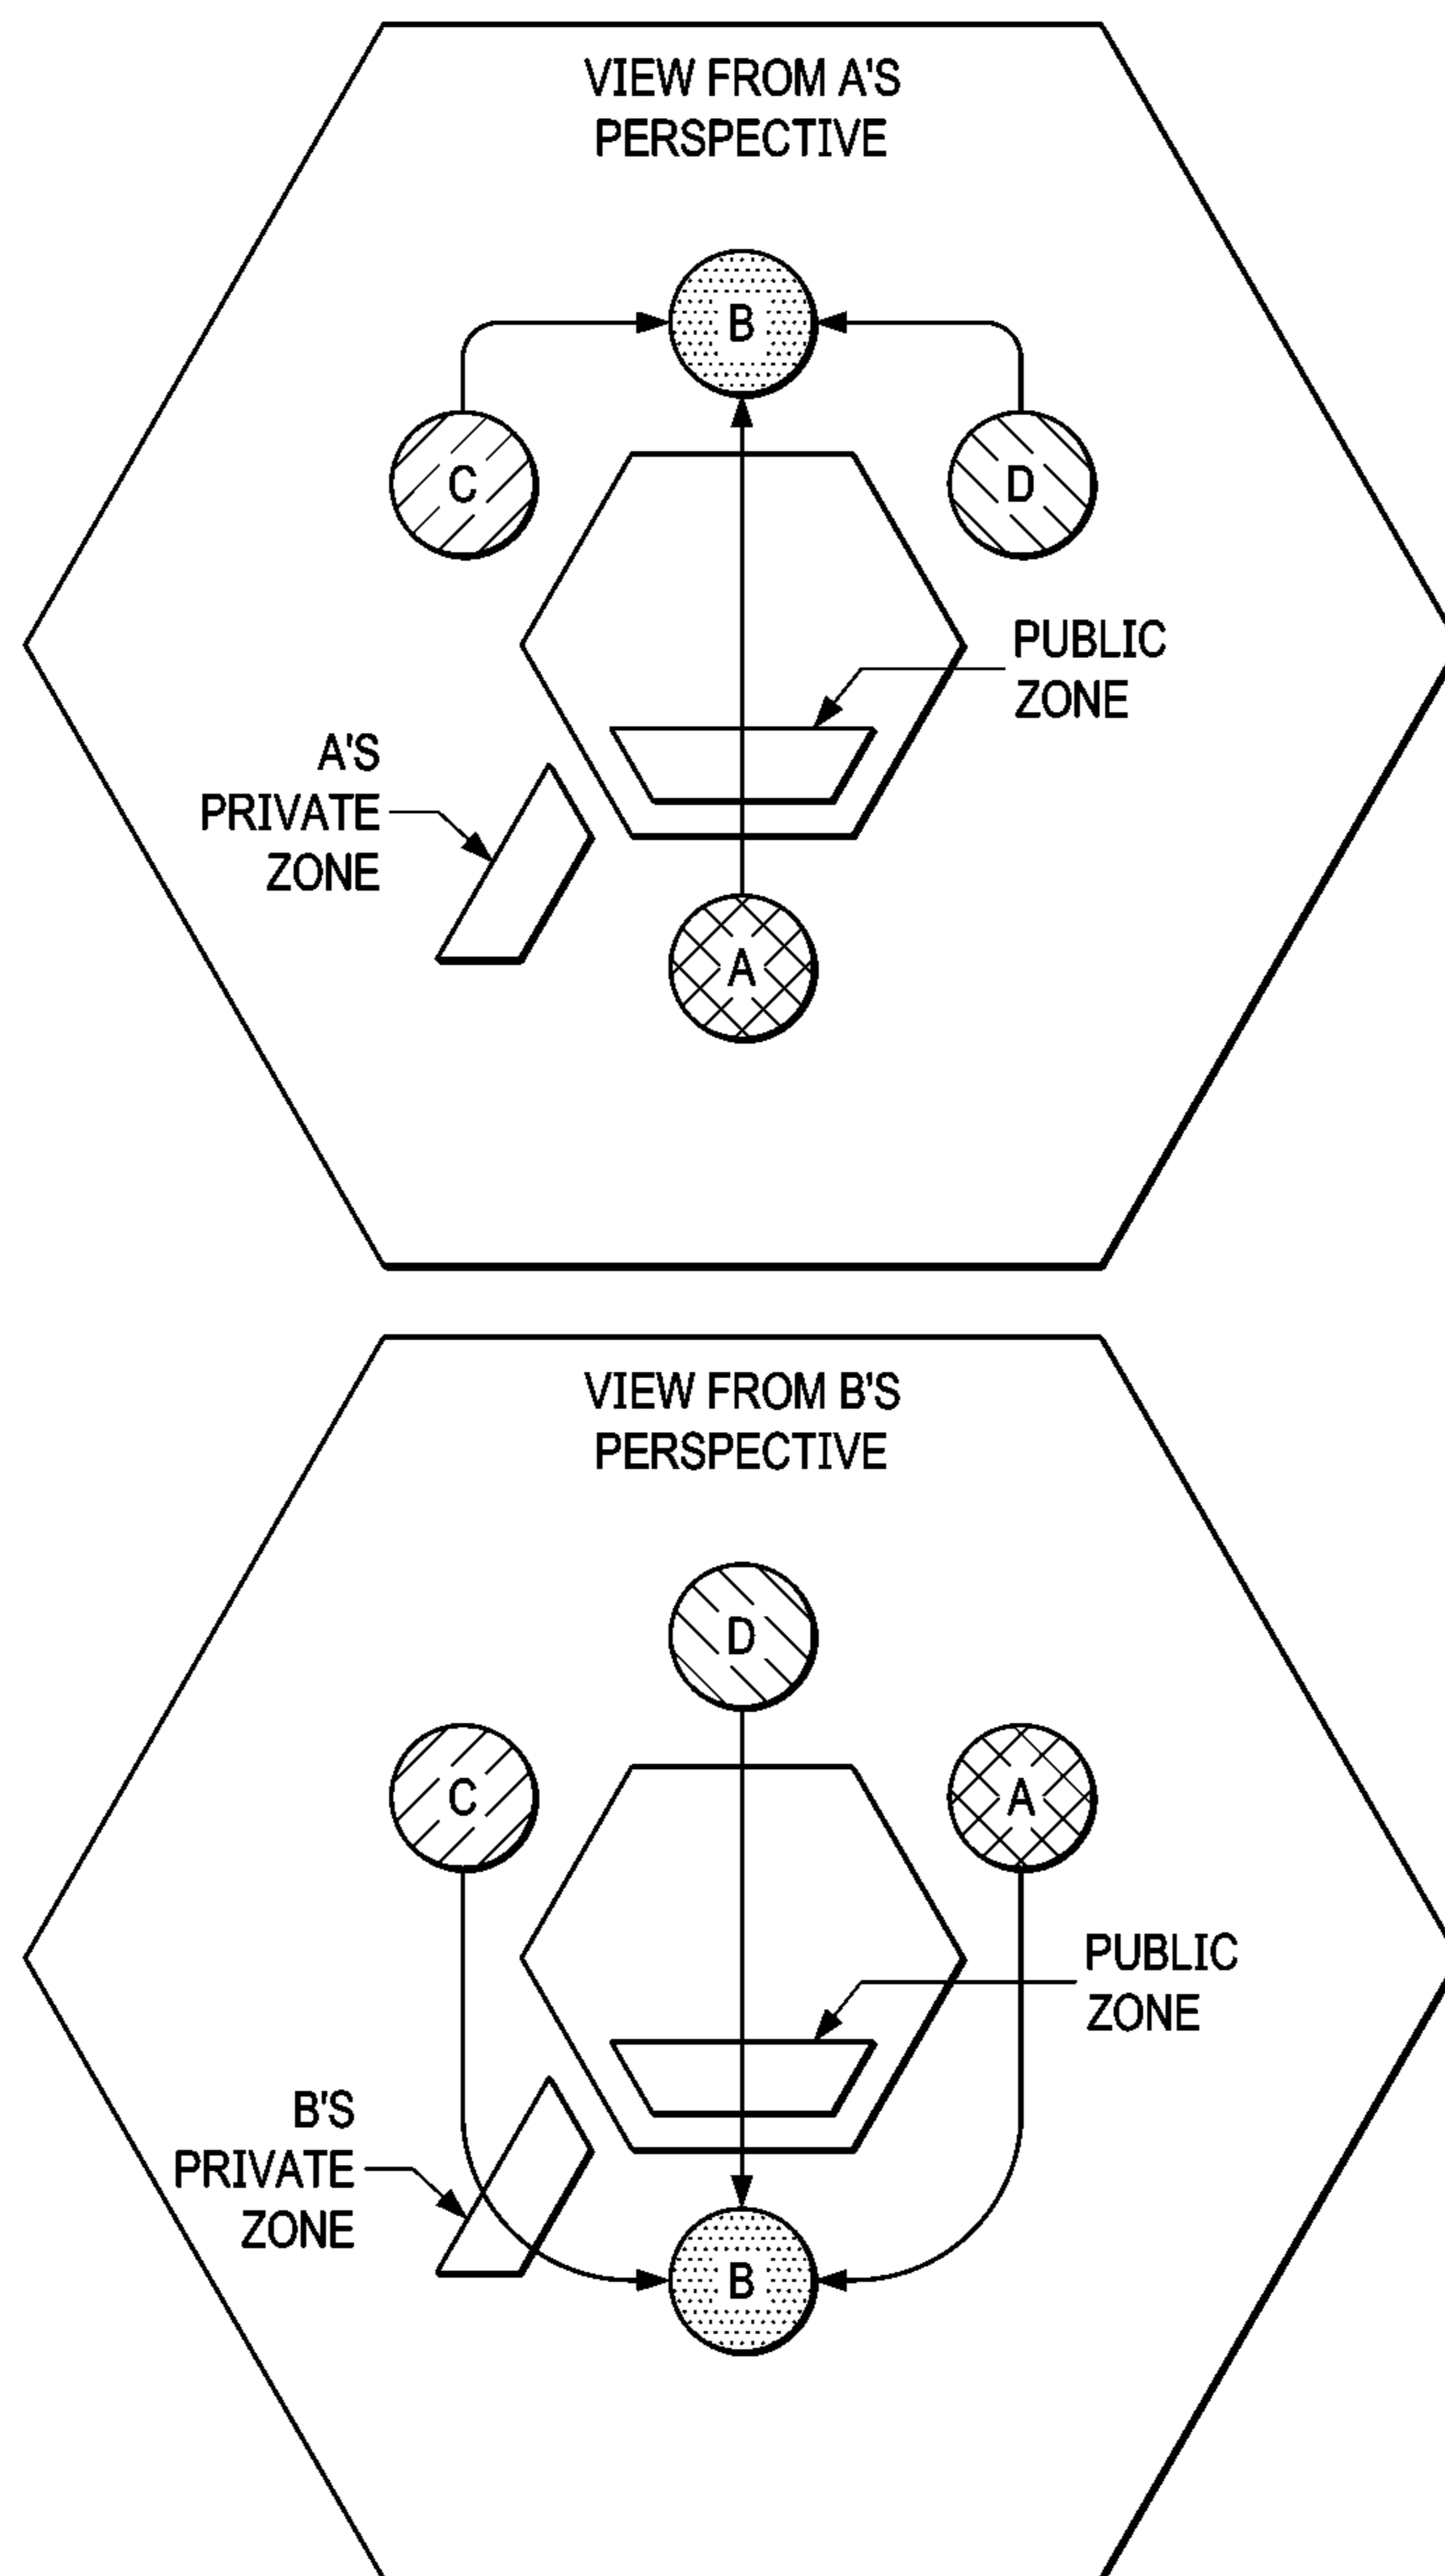 VIEW FROM A'S
PERSPECTIVE
B
C
D
PUBLIC
ZONE
A'S
PRIVATE
ZONE
A
VIEW FROM B'S
PERSPECTIVE
D
C
A
PUBLIC
ZONE
B'S
PRIVATE
ZONE
B